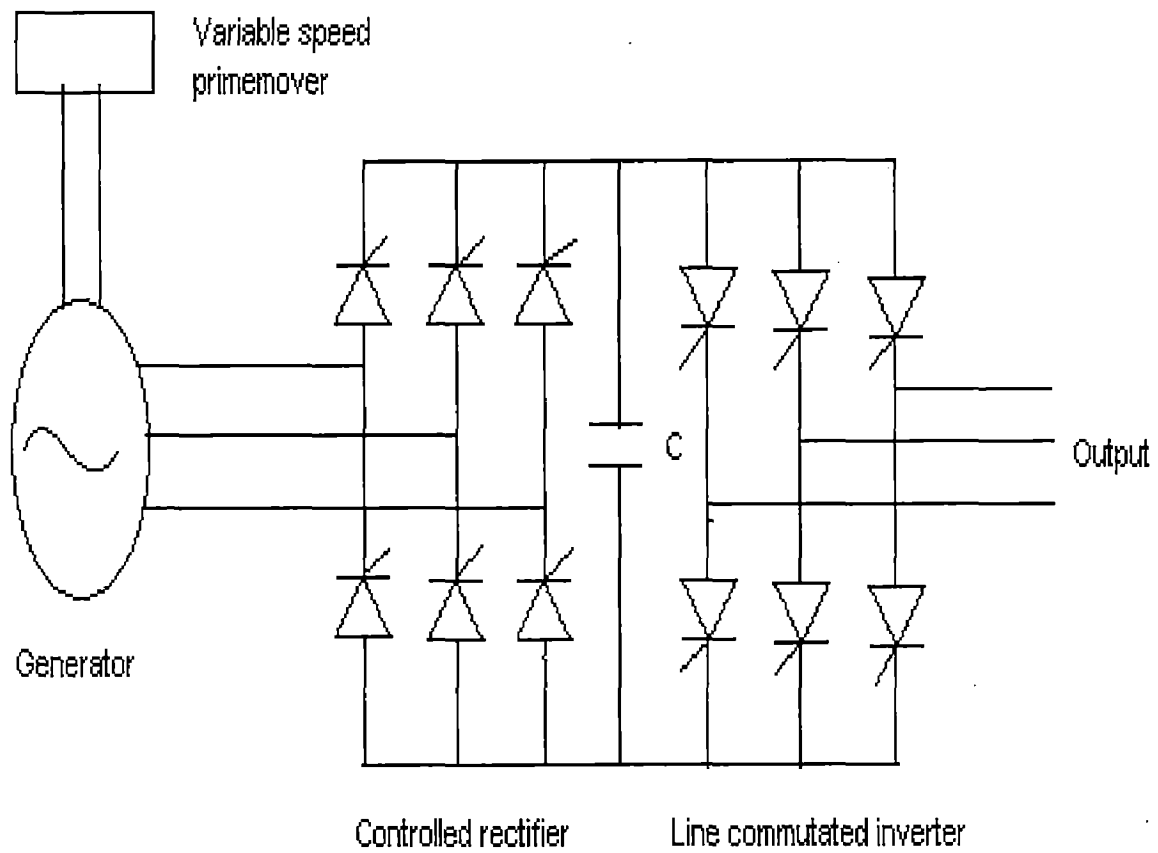 Variable speed
primemover
C
Output
Generator
Controlled rectifier
Line commutated inverter